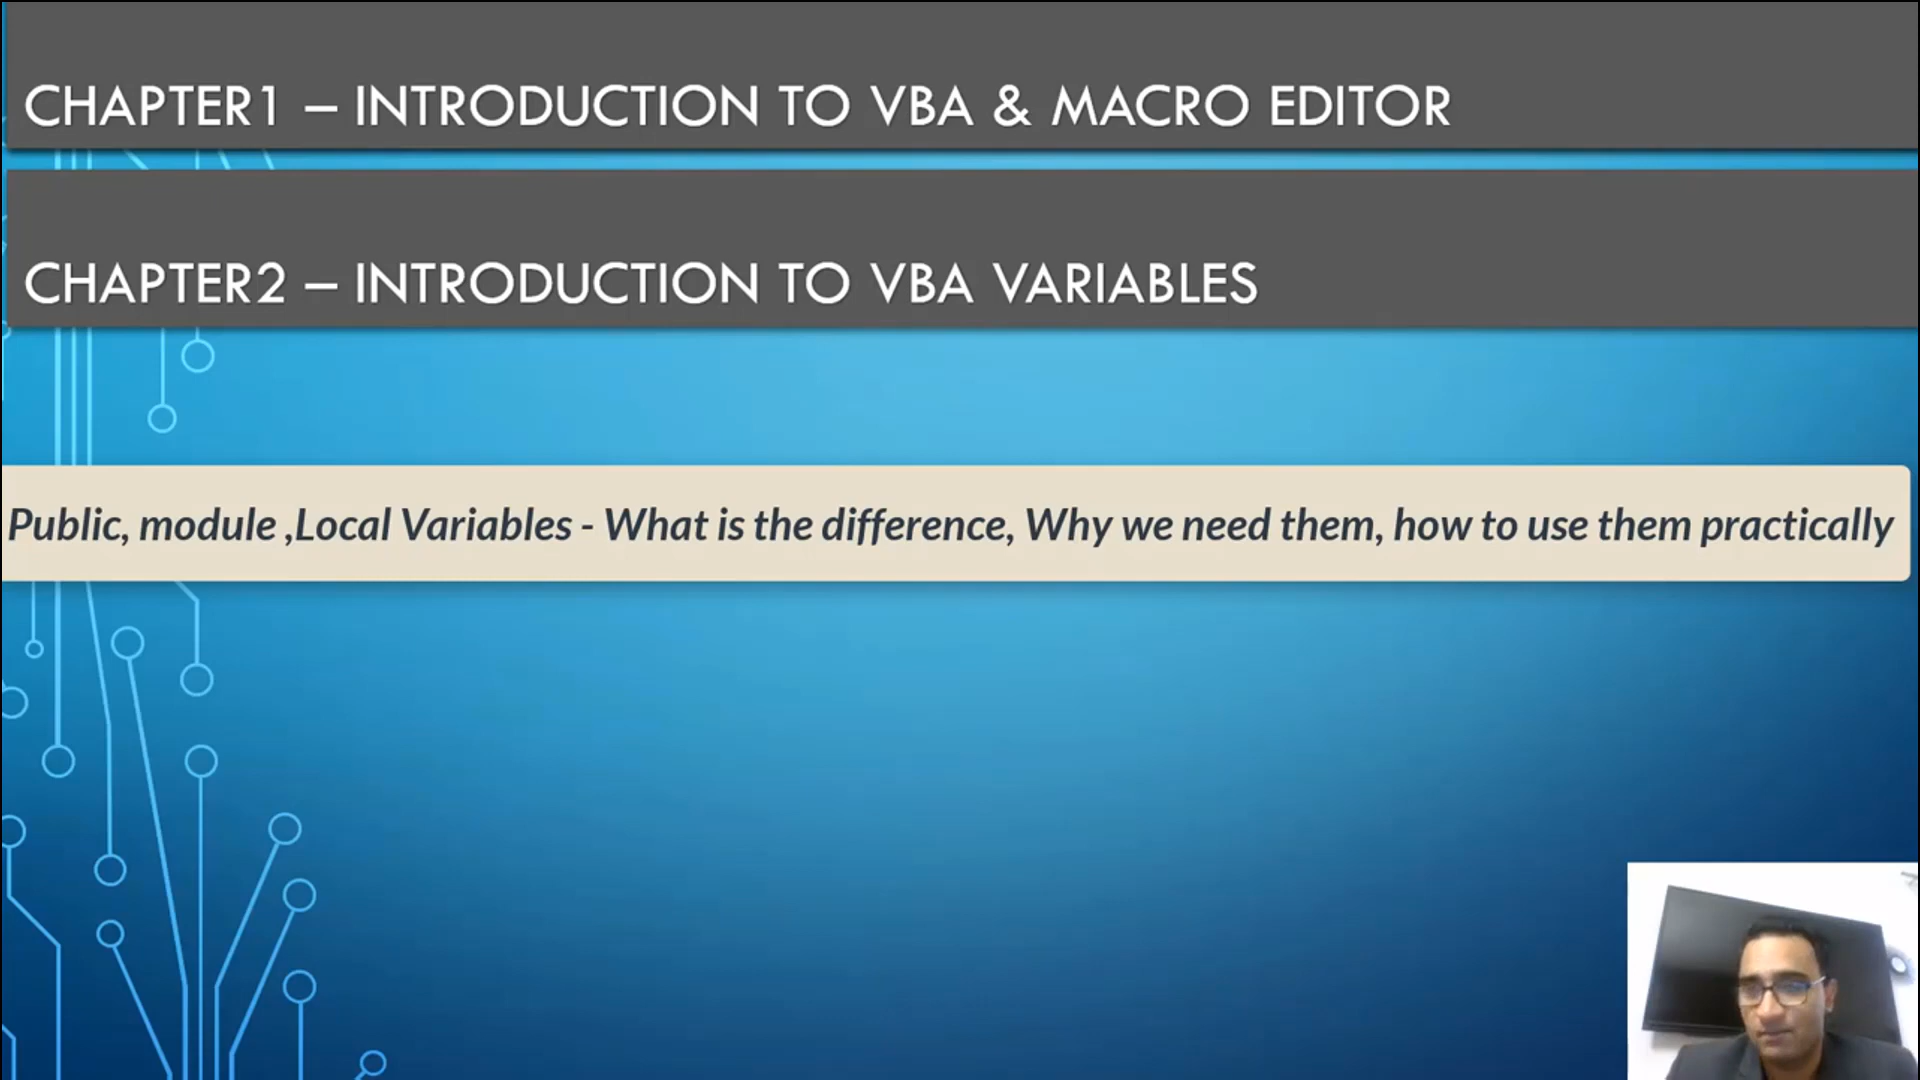 CHAPTER1 – INTRODUCTION TO VBA & MACRO EDITOR
CHAPTER2 – INTRODUCTION TO VBA VARIABLES
Public, module ,Local Variables - What is the difference, Why we need them, how to use them practically